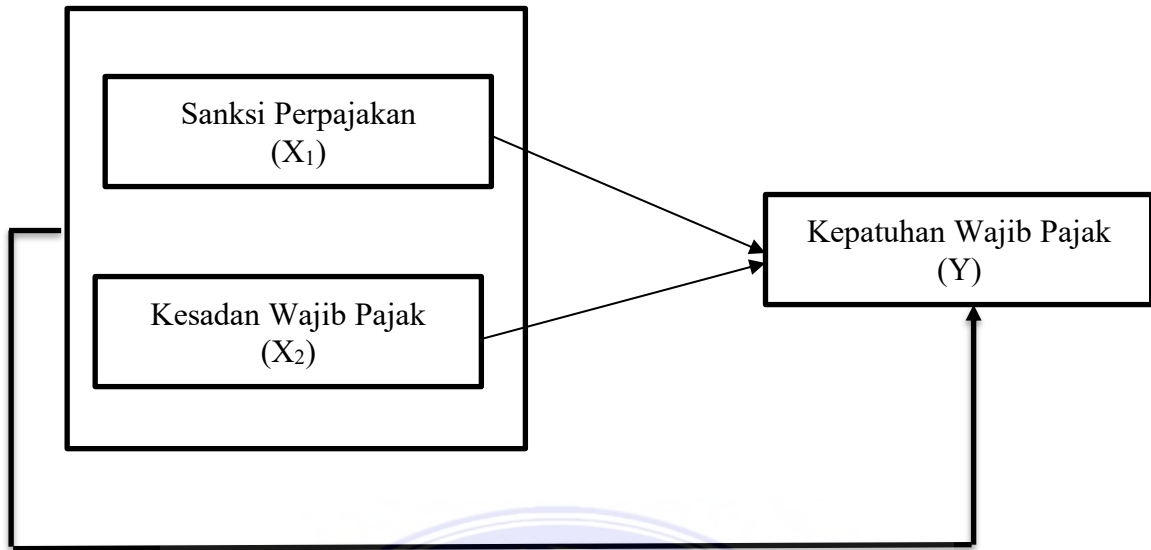 Sanksi Perpajakan
(X₁)
Kepatuhan Wajib Pajak
(Y)
Kesadan Wajib Pajak
(X₂)